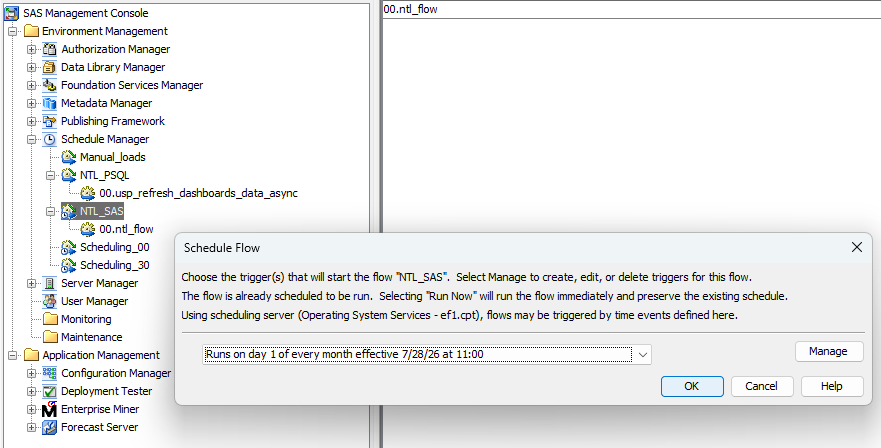 SAS Management Console
Environment Management
Authorization Manager
Data Library Manager
Foundation Services Manager
Metadata Manager
Publishing Framework
Schedule Manager
Manual_loads
NTL_PSQL
00.usp_refresh_dashboards_data_async
NTL_SAS
00.ntl_flow
Scheduling_00
Scheduling_30
Server Manager
User Manager
Monitoring
Maintenance
Application Management
Configuration Manager
Deployment Tester
Enterprise Miner
Forecast Server
00.ntl_flow
Schedule Flow
Choose the trigger(s) that will start the flow "NTL_SAS". Select Manage to create, edit, or delete triggers for this flow.
The flow is already scheduled to be run. Selecting "Run Now" will run the flow immediately and preserve the existing schedule.
Using scheduling server (Operating System Services - ef1.cpt), flows may be triggered by time events defined here.
Runs on day 1 of every month effective 7/28/26 at 11:00
Manage
OK
Cancel
Help